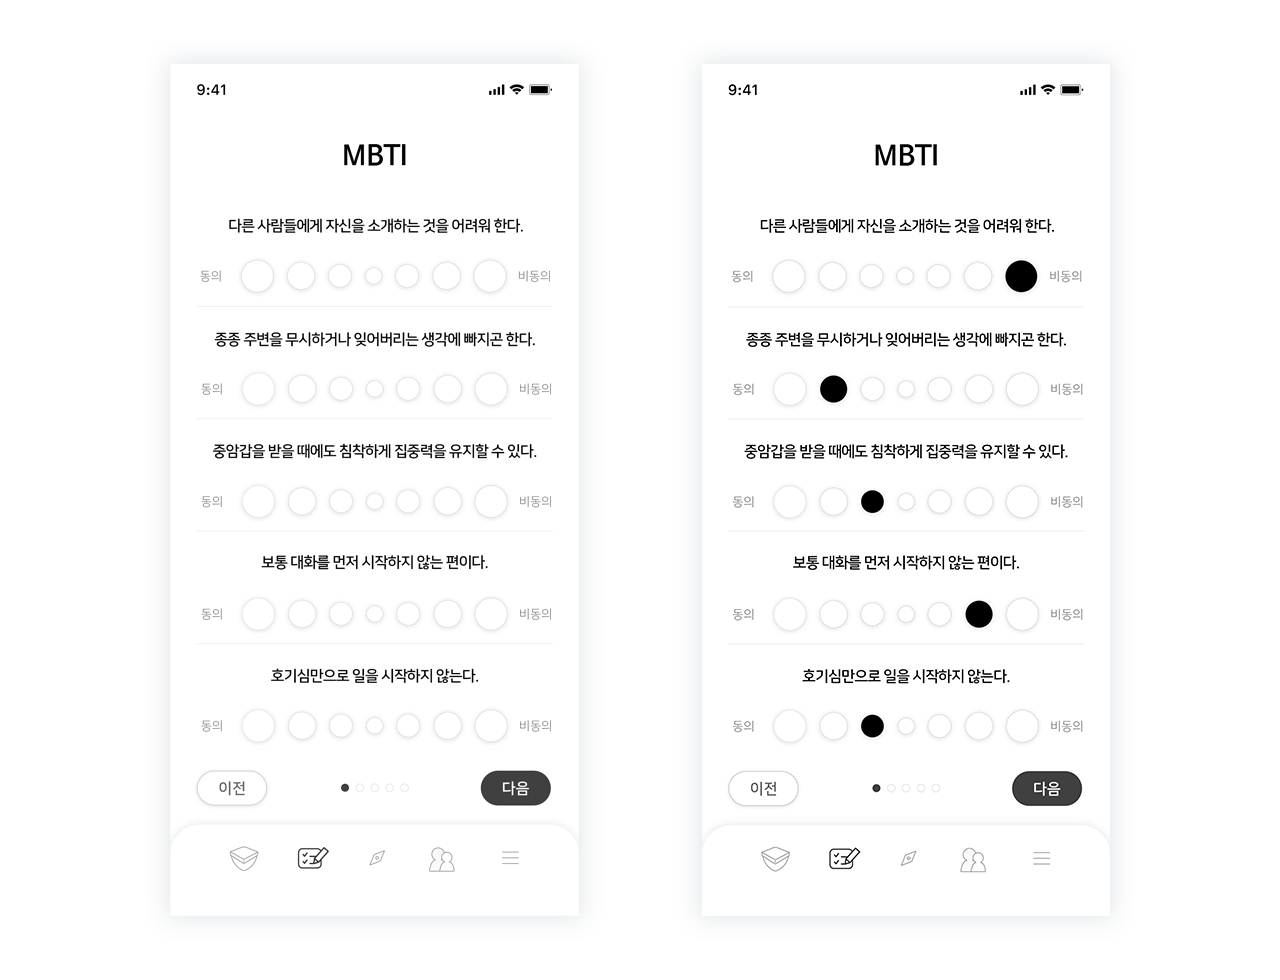 9:41
MBTI
다른 사람들에게 자신을 소개하는 것을 어려워 한다.
동의 비동의
종종 주변을 무시하거나 잊어버리는 생각에 빠지곤 한다.
동의 비동의
중암갑을 받을 때에도 침착하게 집중력을 유지할 수 있다.
동의 비동의
보통 대화를 먼저 시작하지 않는 편이다.
동의 비동의
호기심만으로 일을 시작하지 않는다.
동의 비동의
이전 다음
9:41
MBTI
다른 사람들에게 자신을 소개하는 것을 어려워 한다.
동의 비동의
종종 주변을 무시하거나 잊어버리는 생각에 빠지곤 한다.
동의 비동의
중암갑을 받을 때에도 침착하게 집중력을 유지할 수 있다.
동의 비동의
보통 대화를 먼저 시작하지 않는 편이다.
동의 비동의
호기심만으로 일을 시작하지 않는다.
동의 비동의
이전 다음